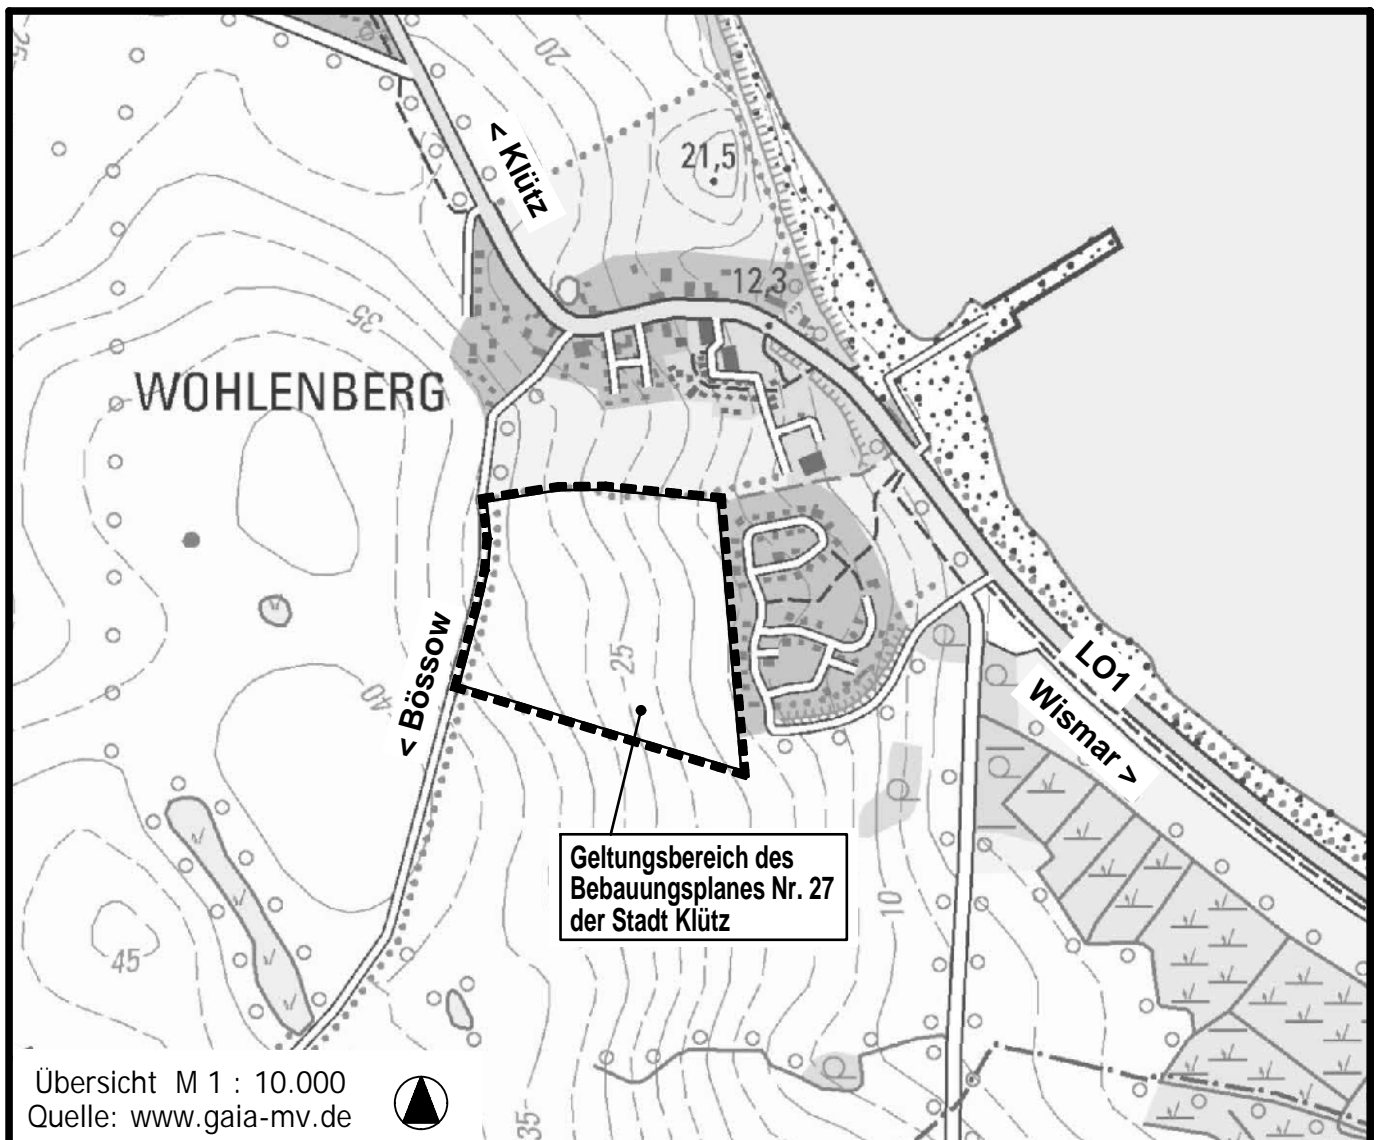 25
20
< Klütz
21,5
12,3
35
WOHLENBERG
< Bössow
40
25
LO1
Wismar >
Geltungsbereich des
Bebauungsplanes Nr. 27
der Stadt Klütz
10
45
35
Übersicht M 1 : 10.000
Quelle: www.gaia-mv.de